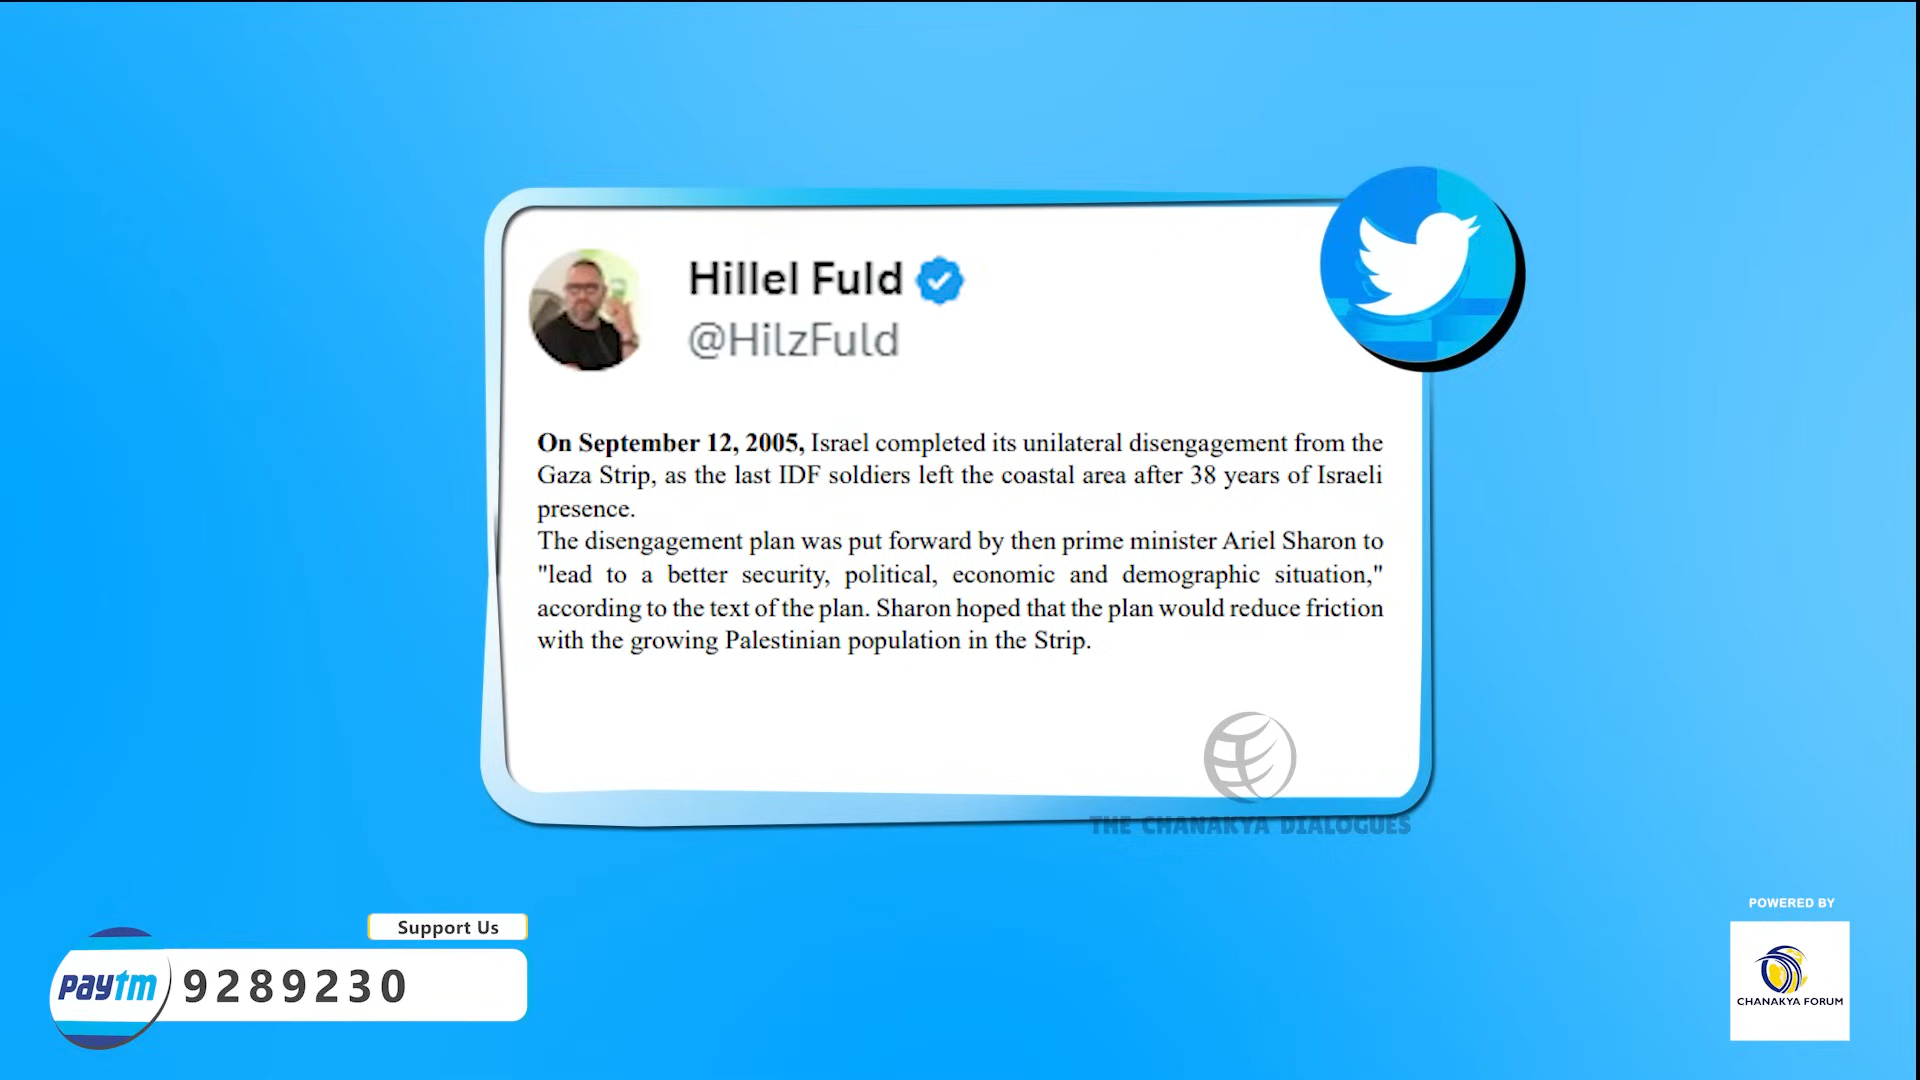 Hillel Fuld
@HilzFuld
On September 12, 2005, Israel completed its unilateral disengagement from the
Gaza Strip, as the last IDF soldiers left the coastal area after 38 years of Israeli
presence.
The disengagement plan was put forward by then prime minister Ariel Sharon to
"lead to a better security, political, economic and demographic situation,"
according to the text of the plan. Sharon hoped that the plan would reduce friction
with the growing Palestinian population in the Strip.
THE CHANAKYA DIALOGUES
Support Us
paytm 9289230
POWERED BY
CHANAKYA FORUM